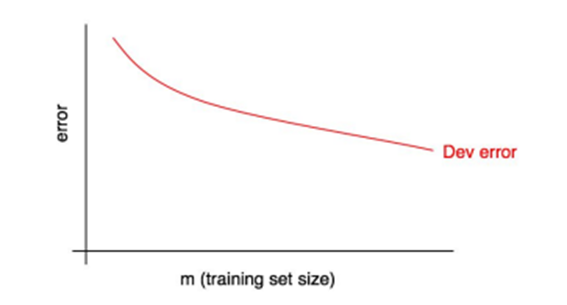 error
Dev error
m (training set size)